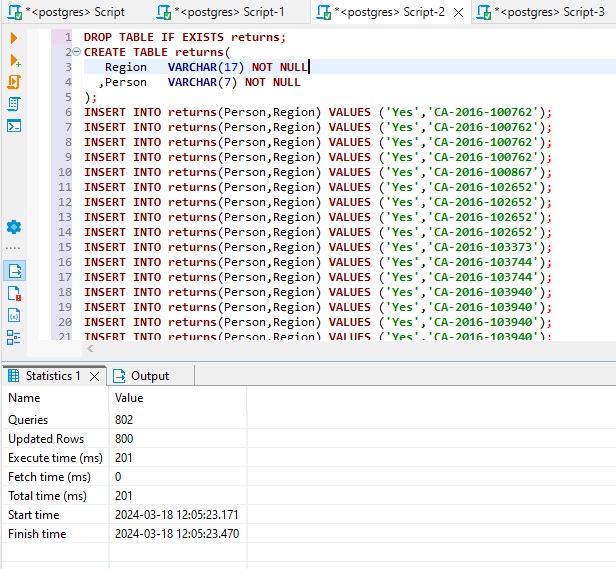 *<postgres> Script
*<postgres> Script-1
*<postgres> Script-2
*<postgres> Script-3
1 DROP TABLE IF EXISTS returns;
2 CREATE TABLE returns(
3 Region VARCHAR(17) NOT NULL
4 ,Person VARCHAR(7) NOT NULL
5 );
6 INSERT INTO returns(Person,Region) VALUES ('Yes','CA-2016-100762');
7 INSERT INTO returns(Person,Region) VALUES ('Yes','CA-2016-100762');
8 INSERT INTO returns(Person,Region) VALUES ('Yes','CA-2016-100762');
9 INSERT INTO returns(Person,Region) VALUES ('Yes','CA-2016-100762');
10 INSERT INTO returns(Person,Region) VALUES ('Yes','CA-2016-100867');
11 INSERT INTO returns(Person,Region) VALUES ('Yes','CA-2016-102652');
12 INSERT INTO returns(Person,Region) VALUES ('Yes','CA-2016-102652');
13 INSERT INTO returns(Person,Region) VALUES ('Yes','CA-2016-102652');
14 INSERT INTO returns(Person,Region) VALUES ('Yes','CA-2016-102652');
15 INSERT INTO returns(Person,Region) VALUES ('Yes','CA-2016-103373');
16 INSERT INTO returns(Person,Region) VALUES ('Yes','CA-2016-103744');
17 INSERT INTO returns(Person,Region) VALUES ('Yes','CA-2016-103744');
18 INSERT INTO returns(Person,Region) VALUES ('Yes','CA-2016-103940');
19 INSERT INTO returns(Person,Region) VALUES ('Yes','CA-2016-103940');
20 INSERT INTO returns(Person,Region) VALUES ('Yes','CA-2016-103940');
21 INSERT INTO returns(Person,Region) VALUES ('Yes','CA-2016-103940');
Statistics 1
Output
Name Value
Queries 802
Updated Rows 800
Execute time (ms) 201
Fetch time (ms) 0
Total time (ms) 201
Start time 2024-03-18 12:05:23.171
Finish time 2024-03-18 12:05:23.470